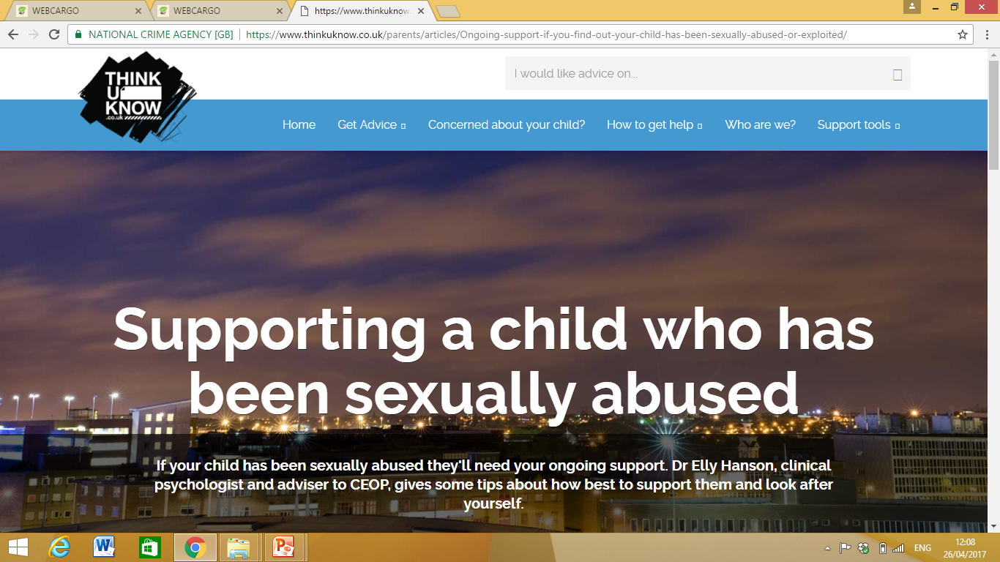 WEBCARGO
WEBCARGO
https://www.thinkuknow.
NATIONAL CRIME AGENCY [GB]
https://www.thinkuknow.co.uk/parents/articles/Ongoing-support-if-you-find-out-your-child-has-been-sexually-abused-or-exploited/
THINK
U
KNOW
.co.uk
I would like advice on...
Home
Get Advice
Concerned about your child?
How to get help
Who are we?
Support tools
Supporting a child who has
been sexually abused
If your child has been sexually abused they'll need your ongoing support. Dr Elly Hanson, clinical
psychologist and adviser to CEOP, gives some tips about how best to support them and look after
yourself.
ENG
12:08
26/04/2017